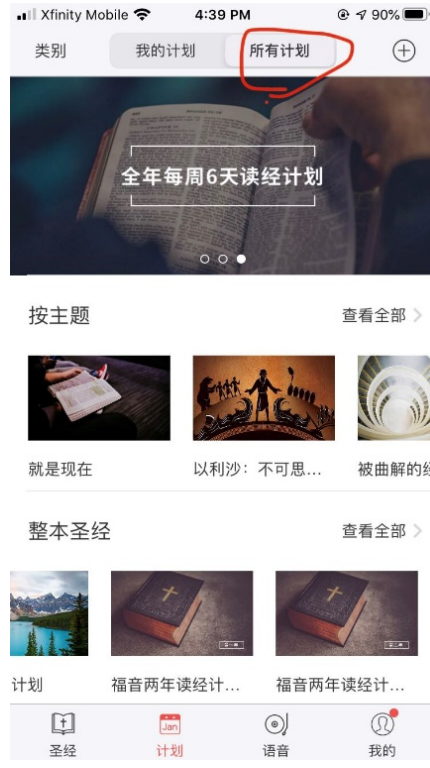 Xfinity Mobile 4:39 PM 90%
类别 我的计划 所有计划
全年每周6天读经计划
按主题 查看全部
就是现在 以利沙：不可思... 被曲解的经
整本圣经 查看全部
计划 福音两年读经计... 福音两年读经计...
Jan
圣经 计划 语音 我的